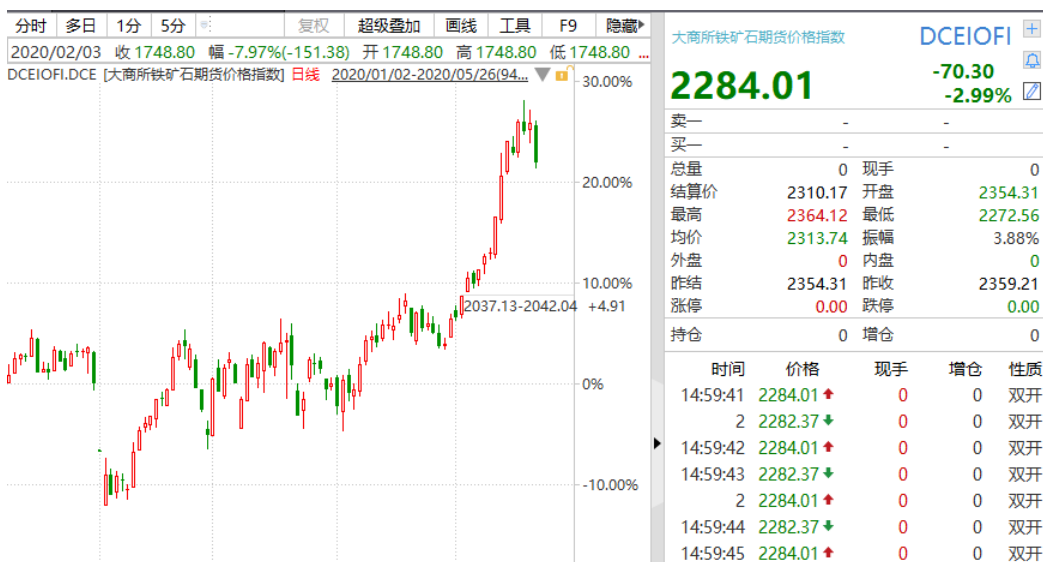 分时 多日 1分 5分 复权 超级叠加 画线 工具 F9 隐藏
2020/02/03 收 1748.80 幅 -7.97%(-151.38) 开 1748.80 高 1748.80 低 1748.80 ...
DCEIOFI.DCE [大商所铁矿石期货价格指数] 日线 2020/01/02-2020/05/26(94...
30.00%
20.00%
10.00%
2037.13-2042.04 +4.91
0%
-10.00%
大商所铁矿石期货价格指数 DCEIOFI
2284.01 -70.30
-2.99%
卖一 - -
买一 - -
总量 0 现手 0
结算价 2310.17 开盘 2354.31
最高 2364.12 最低 2272.56
均价 2313.74 振幅 3.88%
外盘 0 内盘 0
昨结 2354.31 昨收 2359.21
涨停 0.00 跌停 0.00
持仓 0 增仓 0
时间 价格 现手 增仓 性质
14:59:41 2284.01 0 0 双开
2 2282.37 0 0 双开
14:59:42 2284.01 0 0 双开
14:59:43 2282.37 0 0 双开
2 2284.01 0 0 双开
14:59:44 2282.37 0 0 双开
14:59:45 2284.01 0 0 双开